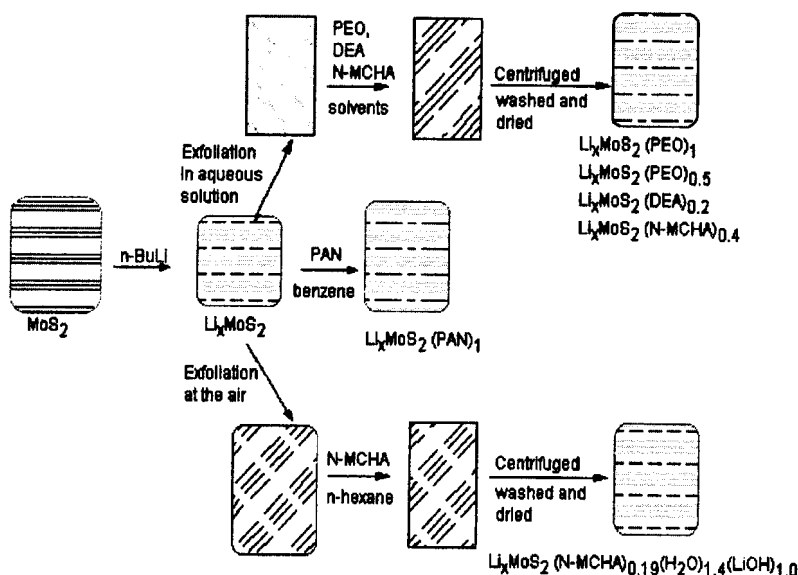 PEO,
DEA
N-MCHA
solvents
Centrifuged
washed and
dried
LiₓMoS₂ (PEO)₁
LiₓMoS₂ (PEO)₀.₅
LiₓMoS₂ (DEA)₀.₂
LiₓMoS₂ (N-MCHA)₀.₄
Exfoliation
in aqueous
solution
n-BuLi
PAN
benzene
MoS₂
LiₓMoS₂
LiₓMoS₂ (PAN)₁
Exfoliation
at the air
N-MCHA
n-hexane
Centrifuged
washed and
dried
LiₓMoS₂ (N-MCHA)₀.₁₉(H₂O)₁.₄(LiOH)₁.₀